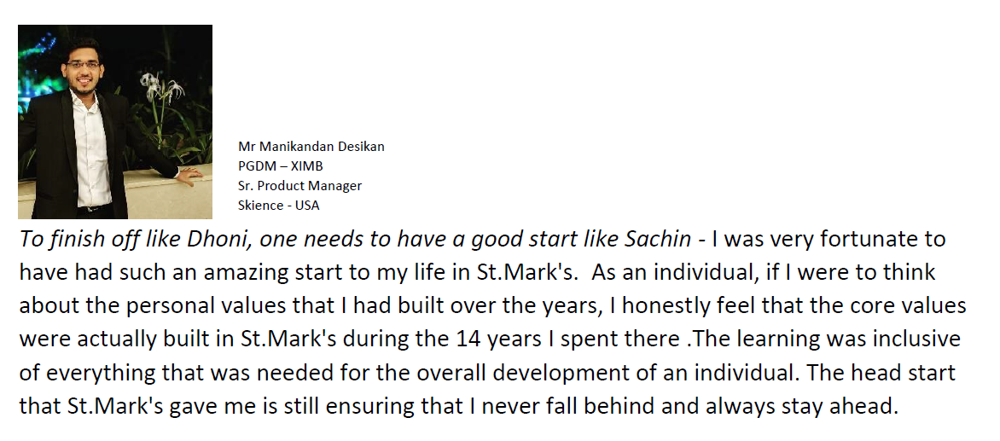 Mr Manikandan Desikan
PGDM – XIMB
Sr. Product Manager
Skience - USA
To finish off like Dhoni, one needs to have a good start like Sachin - I was very fortunate to
have had such an amazing start to my life in St.Mark's.  As an individual, if I were to think
about the personal values that I had built over the years, I honestly feel that the core values
were actually built in St.Mark's during the 14 years I spent there .The learning was inclusive
of everything that was needed for the overall development of an individual. The head start
that St.Mark's gave me is still ensuring that I never fall behind and always stay ahead.